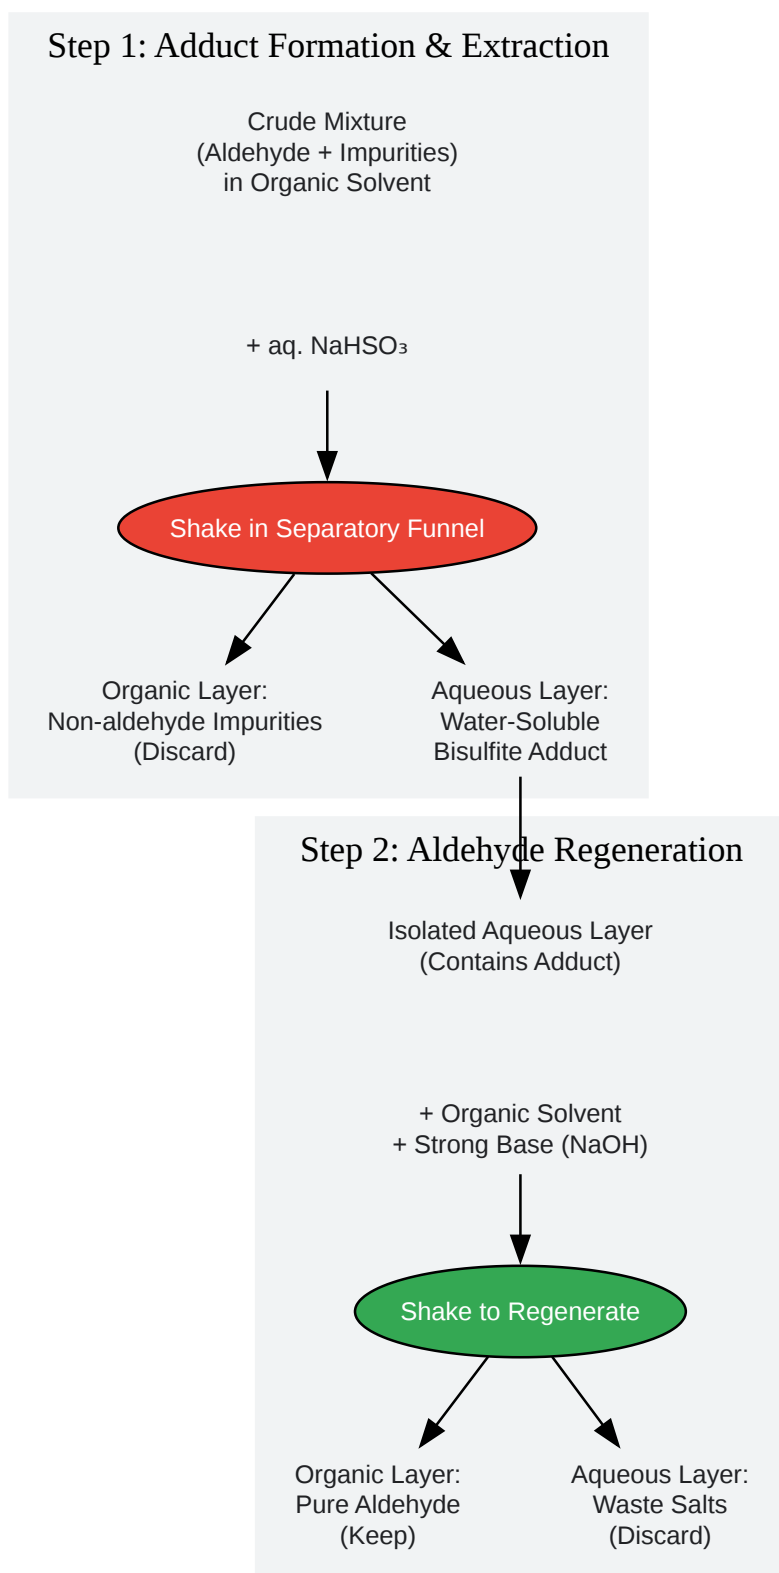 Step 1: Adduct Formation & Extraction
Crude Mixture
(Aldehyde + Impurities)
in Organic Solvent
+ aq. NaHSO₃
Shake in Separatory Funnel
Organic Layer:
Non-aldehyde Impurities
(Discard)
Aqueous Layer:
Water-Soluble
Bisulfite Adduct
Step 2: Aldehyde Regeneration
Isolated Aqueous Layer
(Contains Adduct)
+ Organic Solvent
+ Strong Base (NaOH)
Shake to Regenerate
Organic Layer:
Pure Aldehyde
(Keep)
Aqueous Layer:
Waste Salts
(Discard)